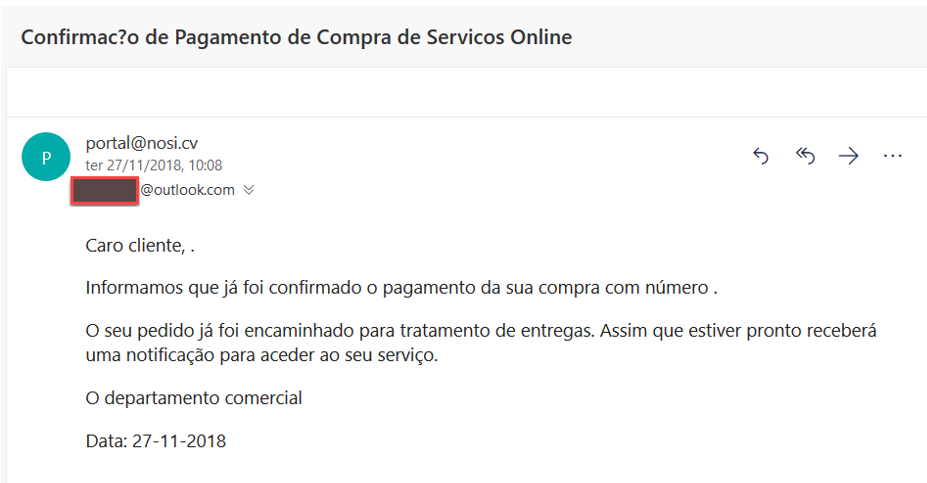 Confirmac?o de Pagamento de Compra de Servicos Online
P
portal@nosi.cv
ter 27/11/2018, 10:08
@outlook.com
Caro cliente, .
Informamos que já foi confirmado o pagamento da sua compra com número .
O seu pedido já foi encaminhado para tratamento de entregas. Assim que estiver pronto receberá
uma notificação para aceder ao seu serviço.
O departamento comercial
Data: 27-11-2018